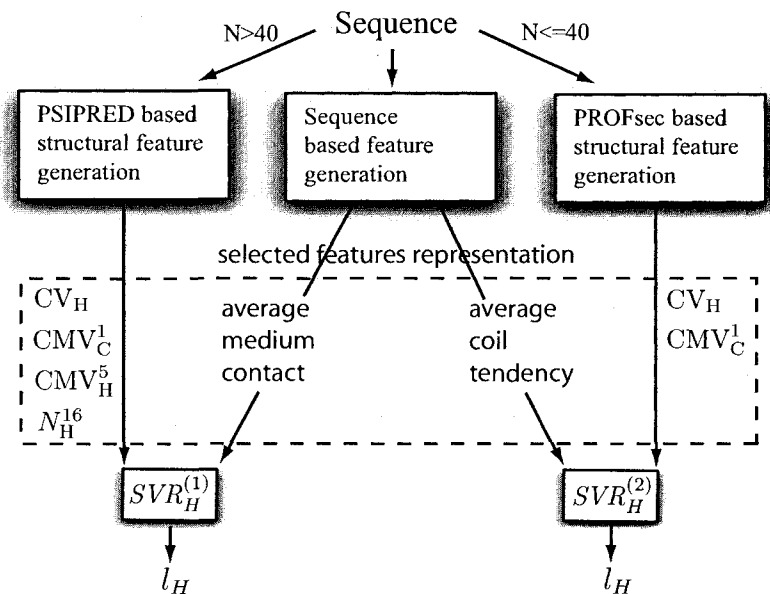 Sequence
N>40
N<=40
PSIPRED based
structural feature
generation
Sequence
based feature
generation
PROFsec based
structural feature
generation
selected features representation
CV_H
CMV_C^1
CMV_H^5
N_H^16
average
medium
contact
average
coil
tendency
CV_H
CMV_C^1
SVR_H^(1)
SVR_H^(2)
l_H
l_H